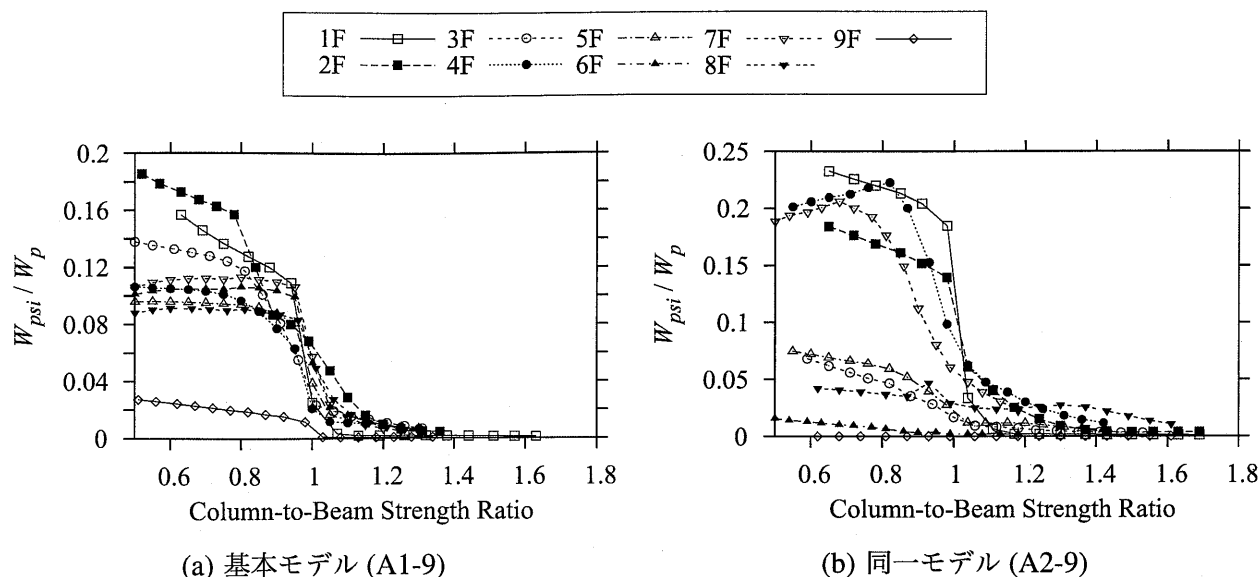 1F 3F 5F 7F 9F
2F 4F 6F 8F
0.2
0.16
0.12
0.08
0.04
0
W_psi / W_p
0.6 0.8 1 1.2 1.4 1.6 1.8
Column-to-Beam Strength Ratio
(a) 基本モデル (A1-9)
0.25
0.2
0.15
0.1
0.05
0
W_psi / W_p
0.6 0.8 1 1.2 1.4 1.6 1.8
Column-to-Beam Strength Ratio
(b) 同一モデル (A2-9)